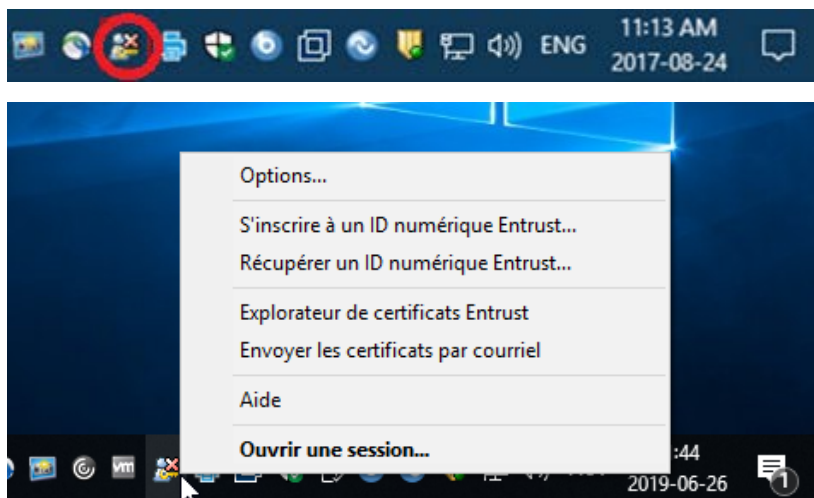 ENG
11:13 AM
2017-08-24
Options...
S'inscrire à un ID numérique Entrust...
Récupérer un ID numérique Entrust...
Explorateur de certificats Entrust
Envoyer les certificats par courriel
Aide
Ouvrir une session...
vm
:44
2019-06-26
1